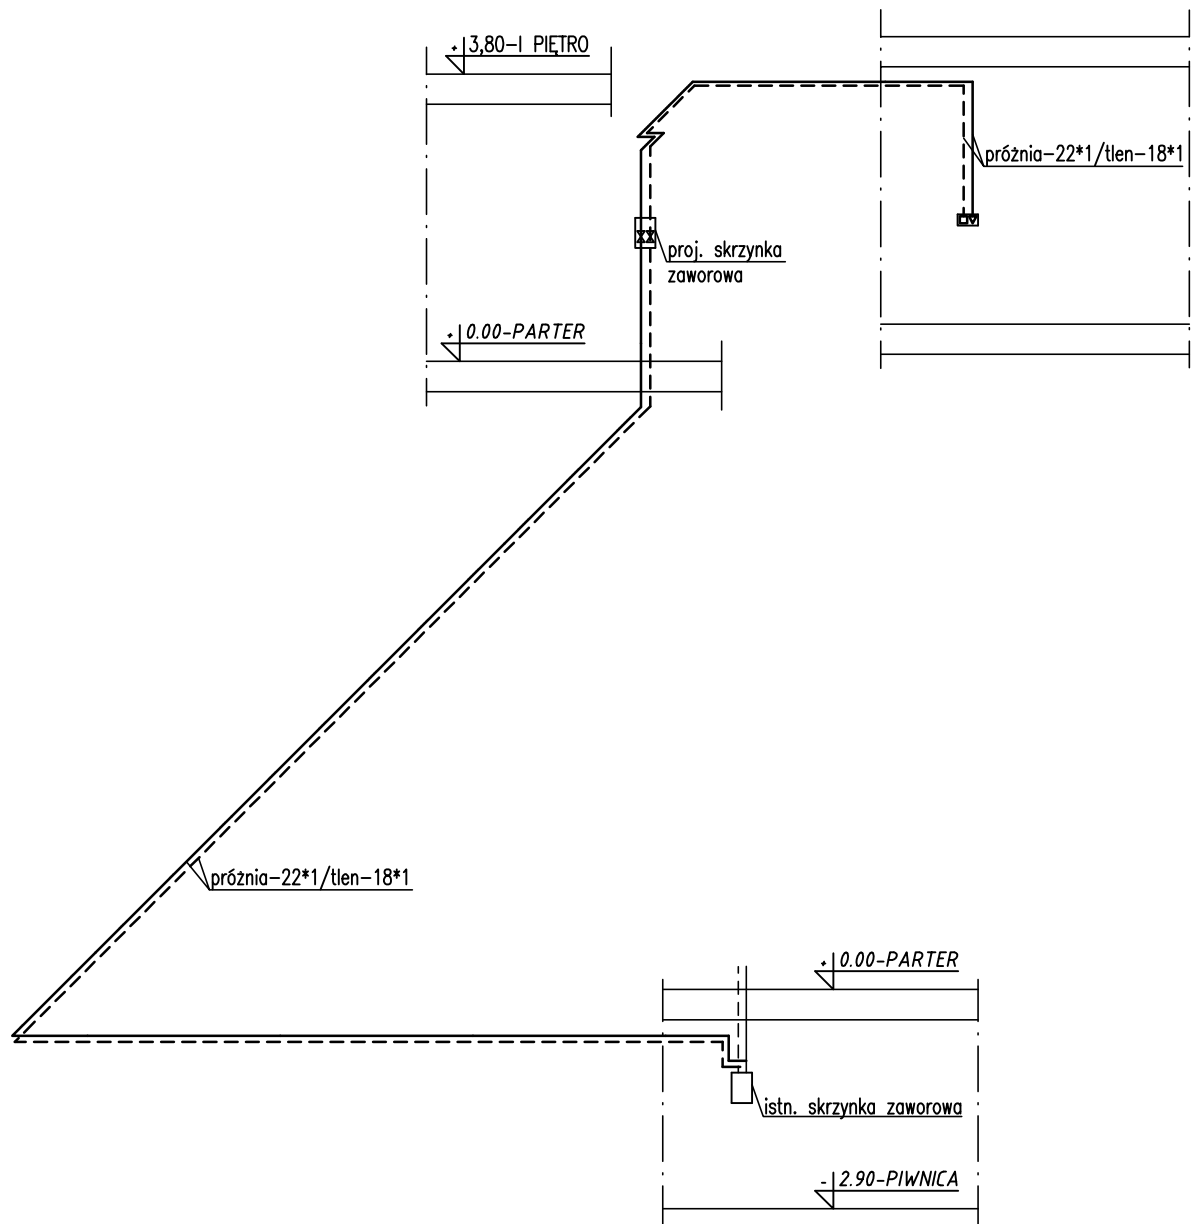 + 3,80-I PIĘTRO
próżnia-22*1/tlen-18*1
proj. skrzynka
zaworowa
+ 0.00-PARTER
próżnia-22*1/tlen-18*1
+ 0.00-PARTER
istn. skrzynka zaworowa
- 2.90-PIWNICA